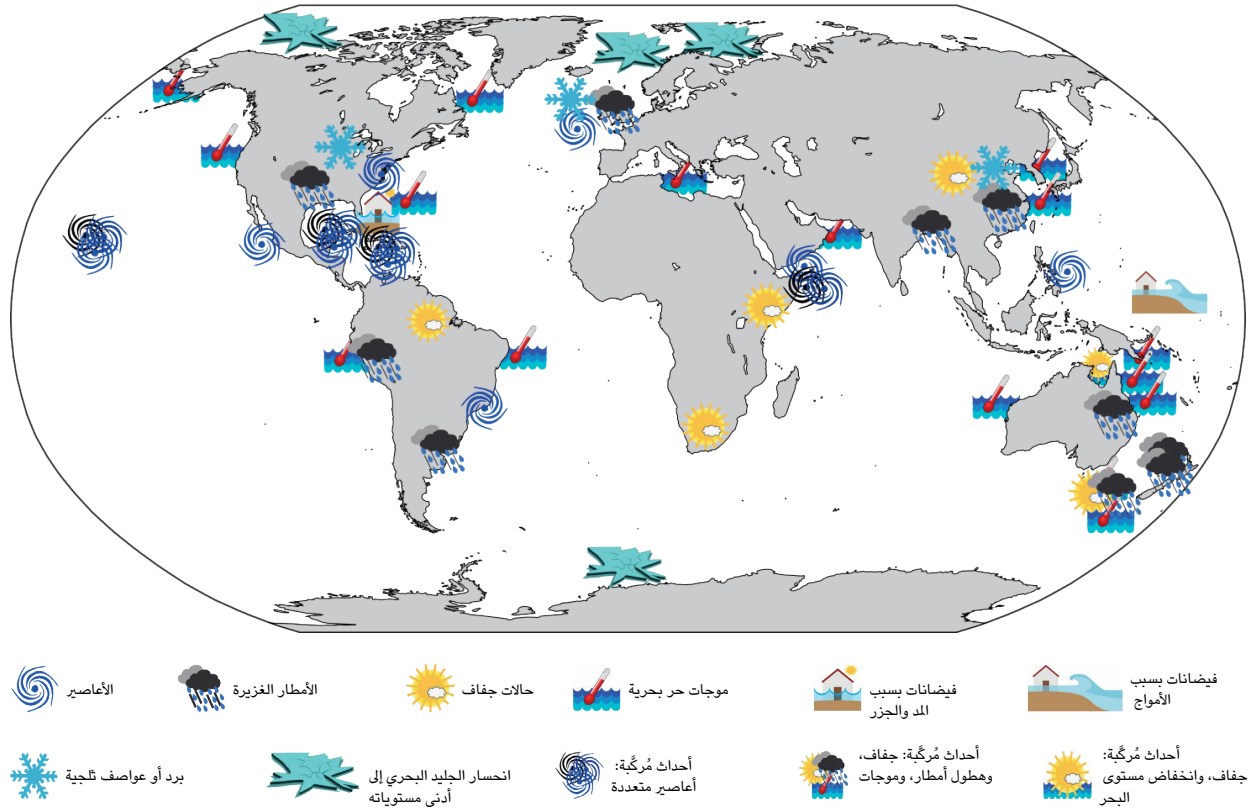 الأعاصير
الأمطار الغزيرة
حالات جفاف
موجات حر بحرية
فيضانات بسبب
المد والجزر
فيضانات بسبب
الأمواج
برد أو عواصف ثلجية
انحسار الجليد البحري إلى
أدنى مستوياته
أحداث مُركَّبة:
أعاصير متعددة
أحداث مُركَّبة: جفاف،
وهطول أمطار، وموجات
أحداث مُركَّبة:
جفاف، وانخفاض مستوى
البحر